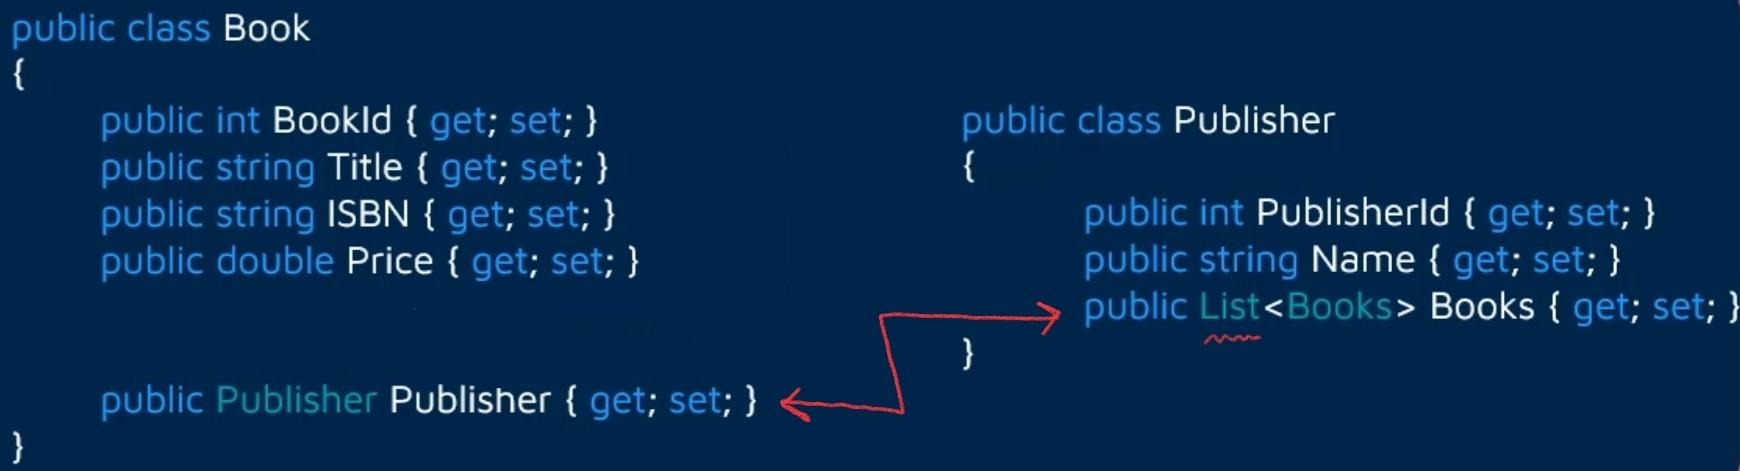 public class Book
{
public int BookId { get; set; }
public string Title { get; set; }
public string ISBN { get; set; }
public double Price { get; set; }
public Publisher Publisher { get; set; }
}
public class Publisher
{
public int PublisherId { get; set; }
public string Name { get; set; }
public List<Books> Books { get; set; }
}